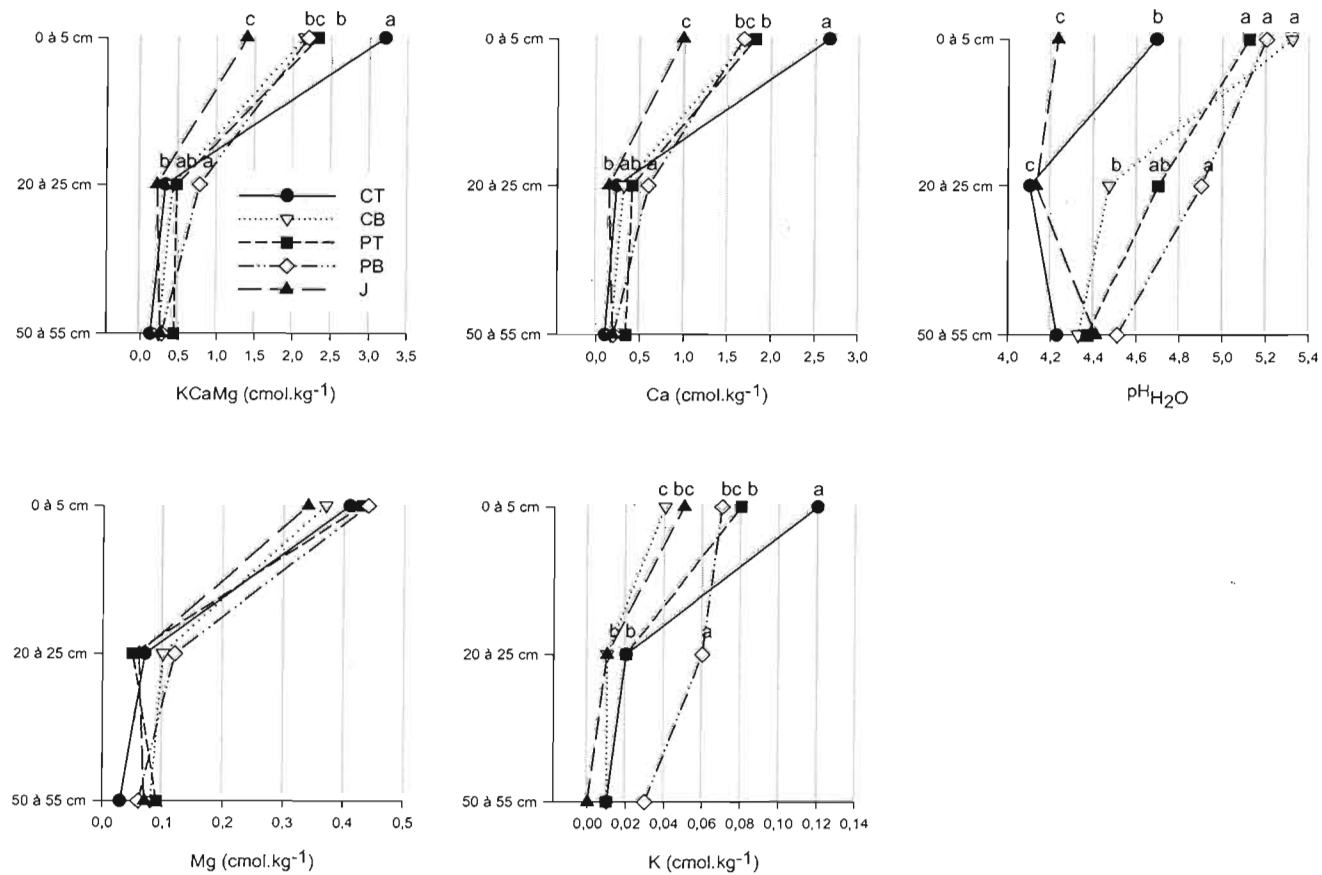 c bc b a
0 à 5 cm
b ab a
20 à 25 cm
50 à 55 cm
0,0 0,5 1,0 1,5 2,0 2,5 3,0 3,5
KCaMg (cmol.kg-1)
CT
CB
PT
PB
J
c bc b a
0 à 5 cm
b ab a
20 à 25 cm
50 à 55 cm
0,0 0,5 1,0 1,5 2,0 2,5 3,0
Ca (cmol.kg-1)
c b a a a
0 à 5 cm
c b ab a
20 à 25 cm
50 à 55 cm
4,0 4,2 4,4 4,6 4,8 5,0 5,2 5,4
pHH2O
0 à 5 cm
20 à 25 cm
50 à 55 cm
0,0 0,1 0,2 0,3 0,4 0,5
Mg (cmol.kg-1)
c bc bc b a
0 à 5 cm
b b a
20 à 25 cm
50 à 55 cm
0,00 0,02 0,04 0,06 0,08 0,10 0,12 0,14
K (cmol.kg-1)